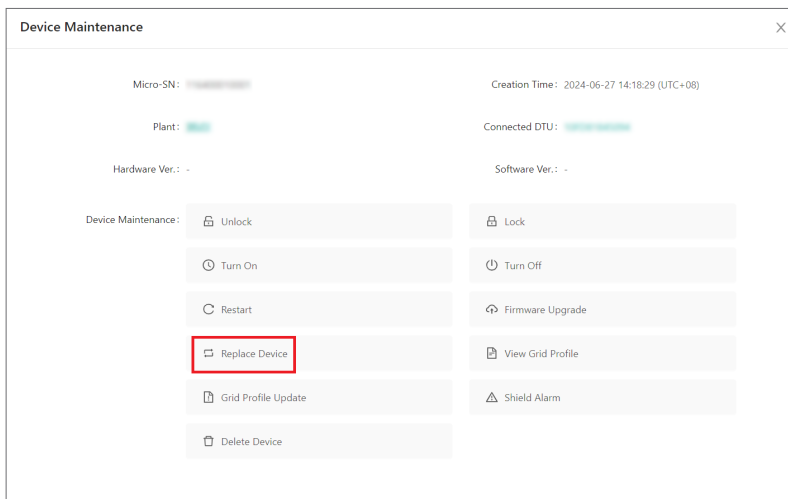 Device Maintenance
Micro-SN:
Creation Time: 2024-06-27 14:18:29 (UTC+08)
Plant:
Connected DTU:
Hardware Ver.: -
Software Ver.: -
Device Maintenance:
Unlock
Lock
Turn On
Turn Off
Restart
Firmware Upgrade
Replace Device
View Grid Profile
Grid Profile Update
Shield Alarm
Delete Device